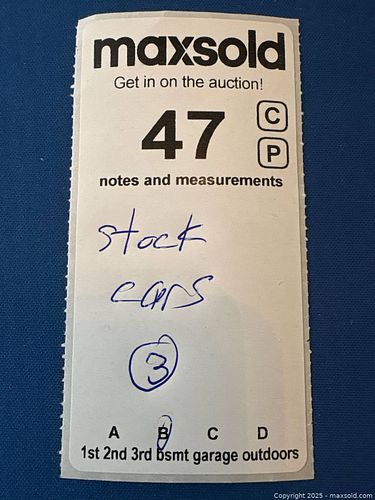 maxsold
Get in on the auction!
47
C
P
notes and measurements
stock
cars
3
A B C D
1st 2nd 3rd bsmt garage outdoors
Copyright 2025 - maxsold.com